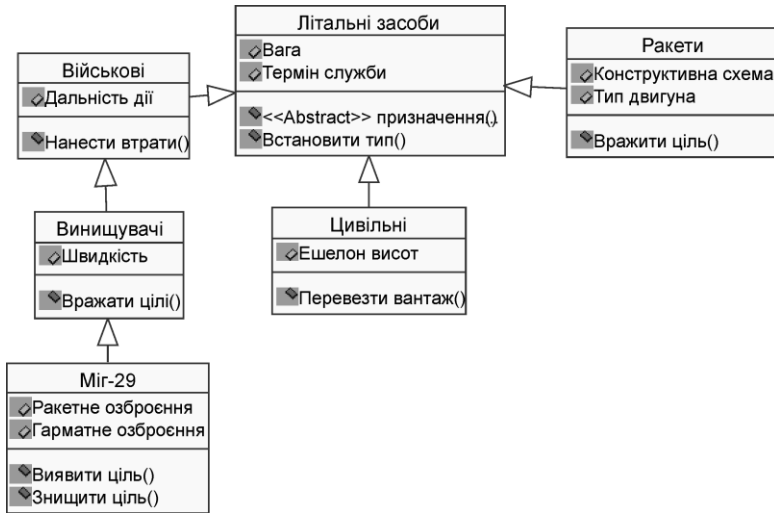 Літальні засоби
Вага
Термін служби
<<Abstract>> призначення()
Встановити тип()
Військові
Дальність дії
Нанести втрати()
Ракети
Конструктивна схема
Тип двигуна
Вражити ціль()
Винищувачі
Швидкість
Вражати цілі()
Цивільні
Ешелон висот
Перевезти вантаж()
Міг-29
Ракетне озброєння
Гарматне озброєння
Виявити ціль()
Знищити ціль()